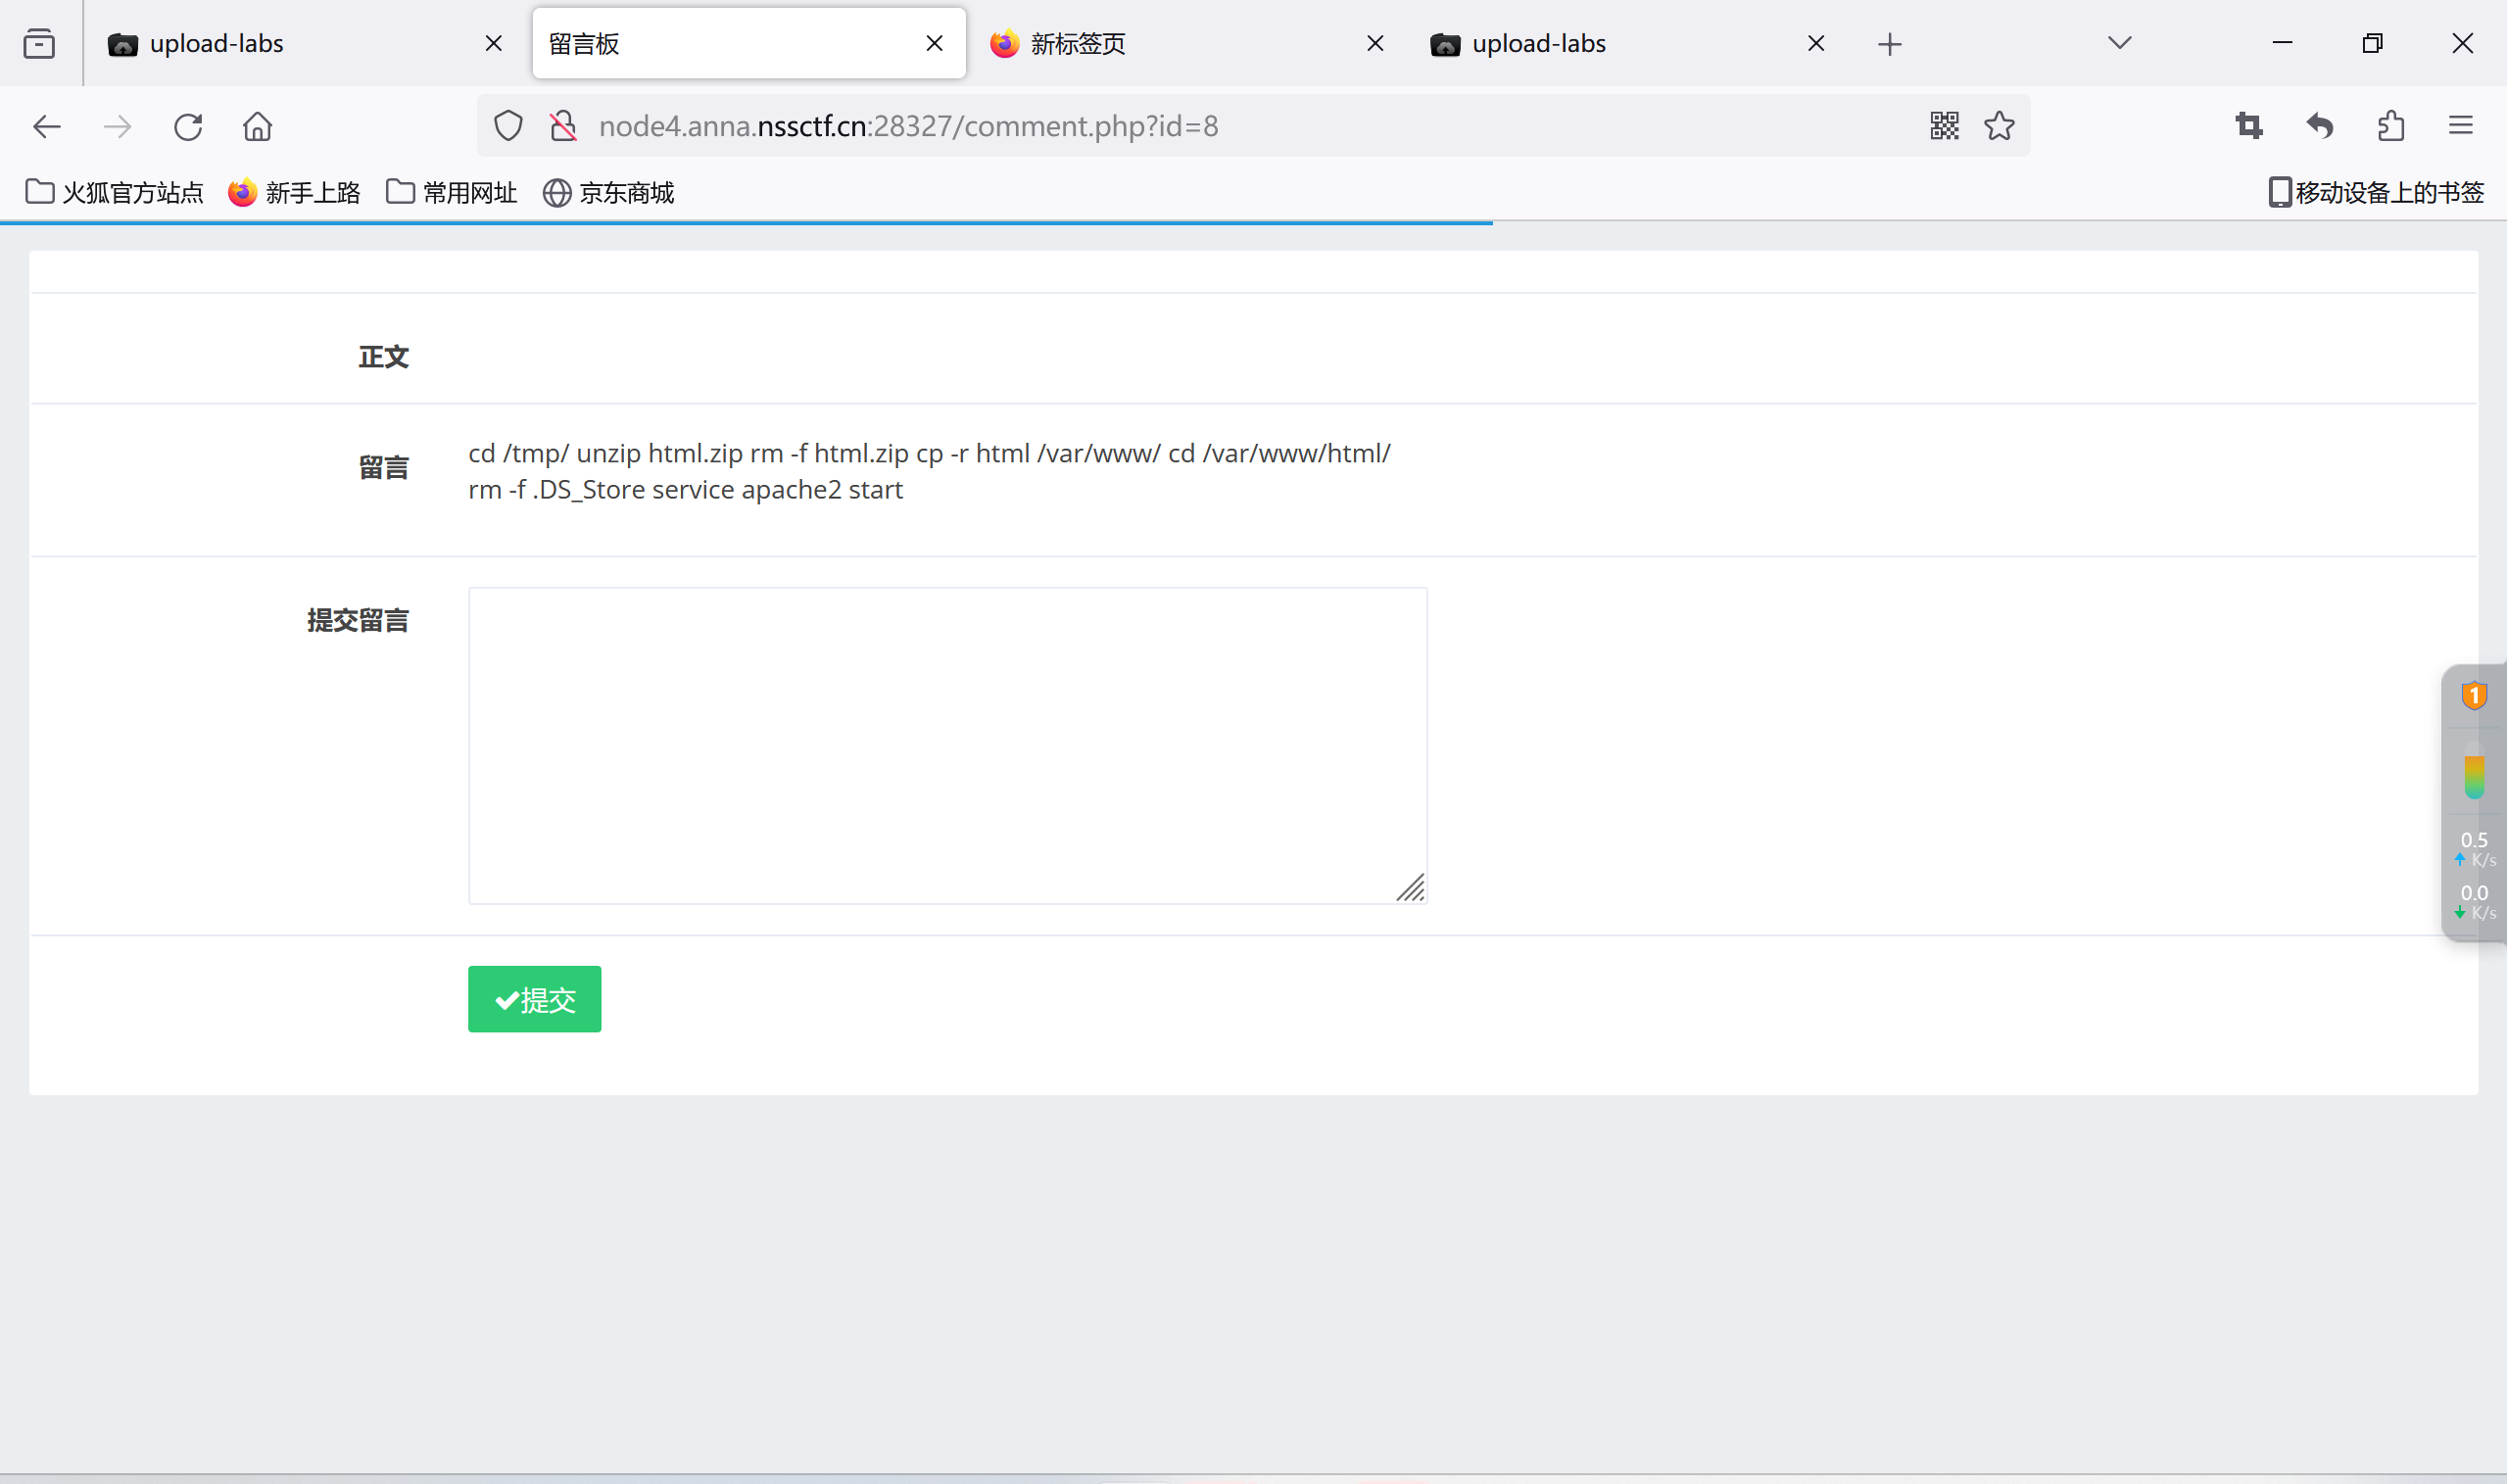 upload-labs
留言板
新标签页
upload-labs
node4.anna.nssctf.cn:28327/comment.php?id=8
火狐官方站点
新手上路
常用网址
京东商城
移动设备上的书签
正文
留言
cd /tmp/ unzip html.zip rm -f html.zip cp -r html /var/www/ cd /var/www/html/
rm -f .DS_Store service apache2 start
提交留言
提交
1
0.5
K/s
0.0
K/s